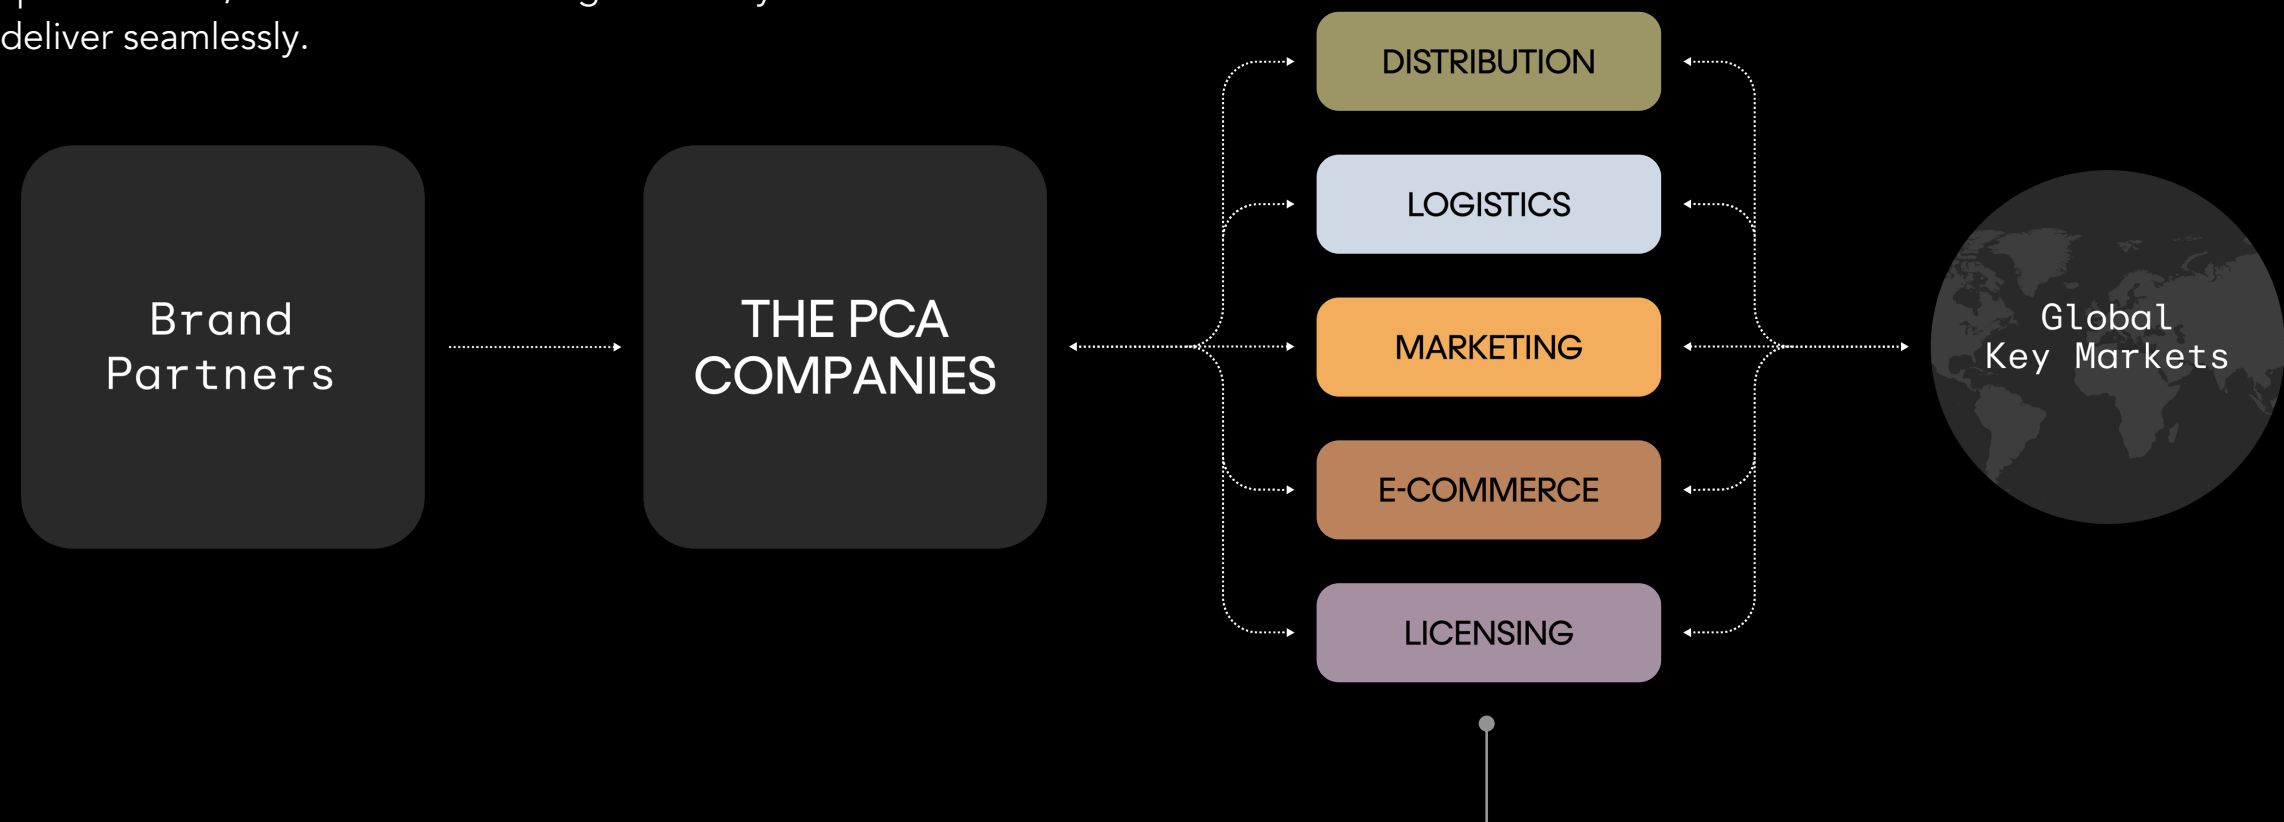 deliver seamlessly.
Brand
Partners
THE PCA
COMPANIES
DISTRIBUTION
LOGISTICS
MARKETING
E-COMMERCE
LICENSING
Global
Key Markets